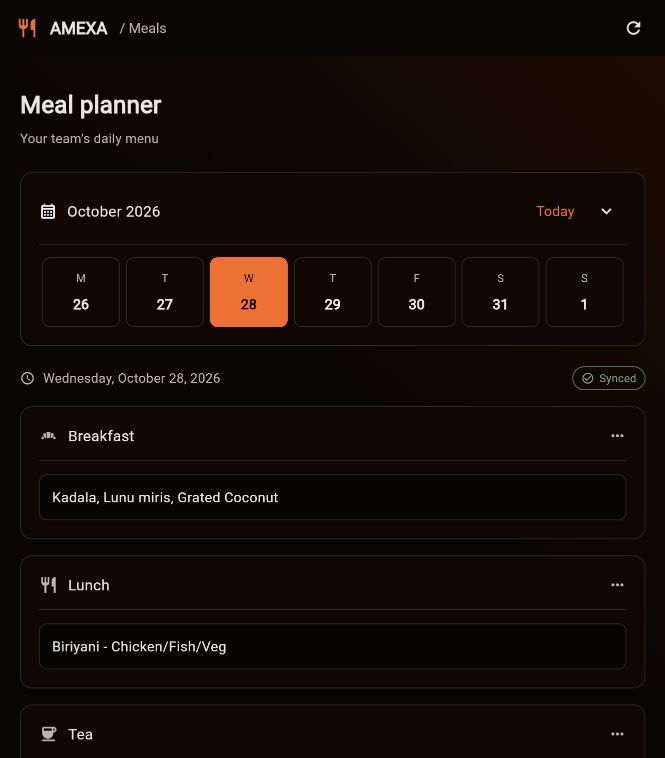 AMEXA / Meals
Meal planner
Your team's daily menu
October 2026 Today
M T W T F S S
26 27 28 29 30 31 1
Wednesday, October 28, 2026 Synced
Breakfast
Kadala, Lunu miris, Grated Coconut
Lunch
Biriyani - Chicken/Fish/Veg
Tea